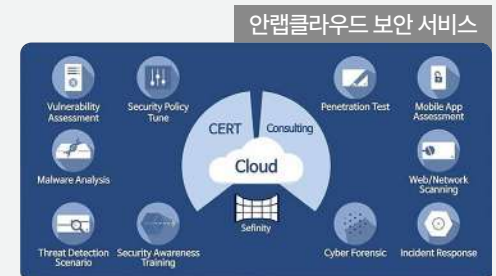 안랩클라우드 보안 서비스
Vulnerability
Assessment
Security Policy
Tune
CERT
Consulting
Penetration Test
Mobile App
Assessment
Malware Analysis
Cloud
Web/Network
Scanning
Sefinity
Threat Detection
Scenario
Security Awareness
Training
Cyber Forensic
Incident Response